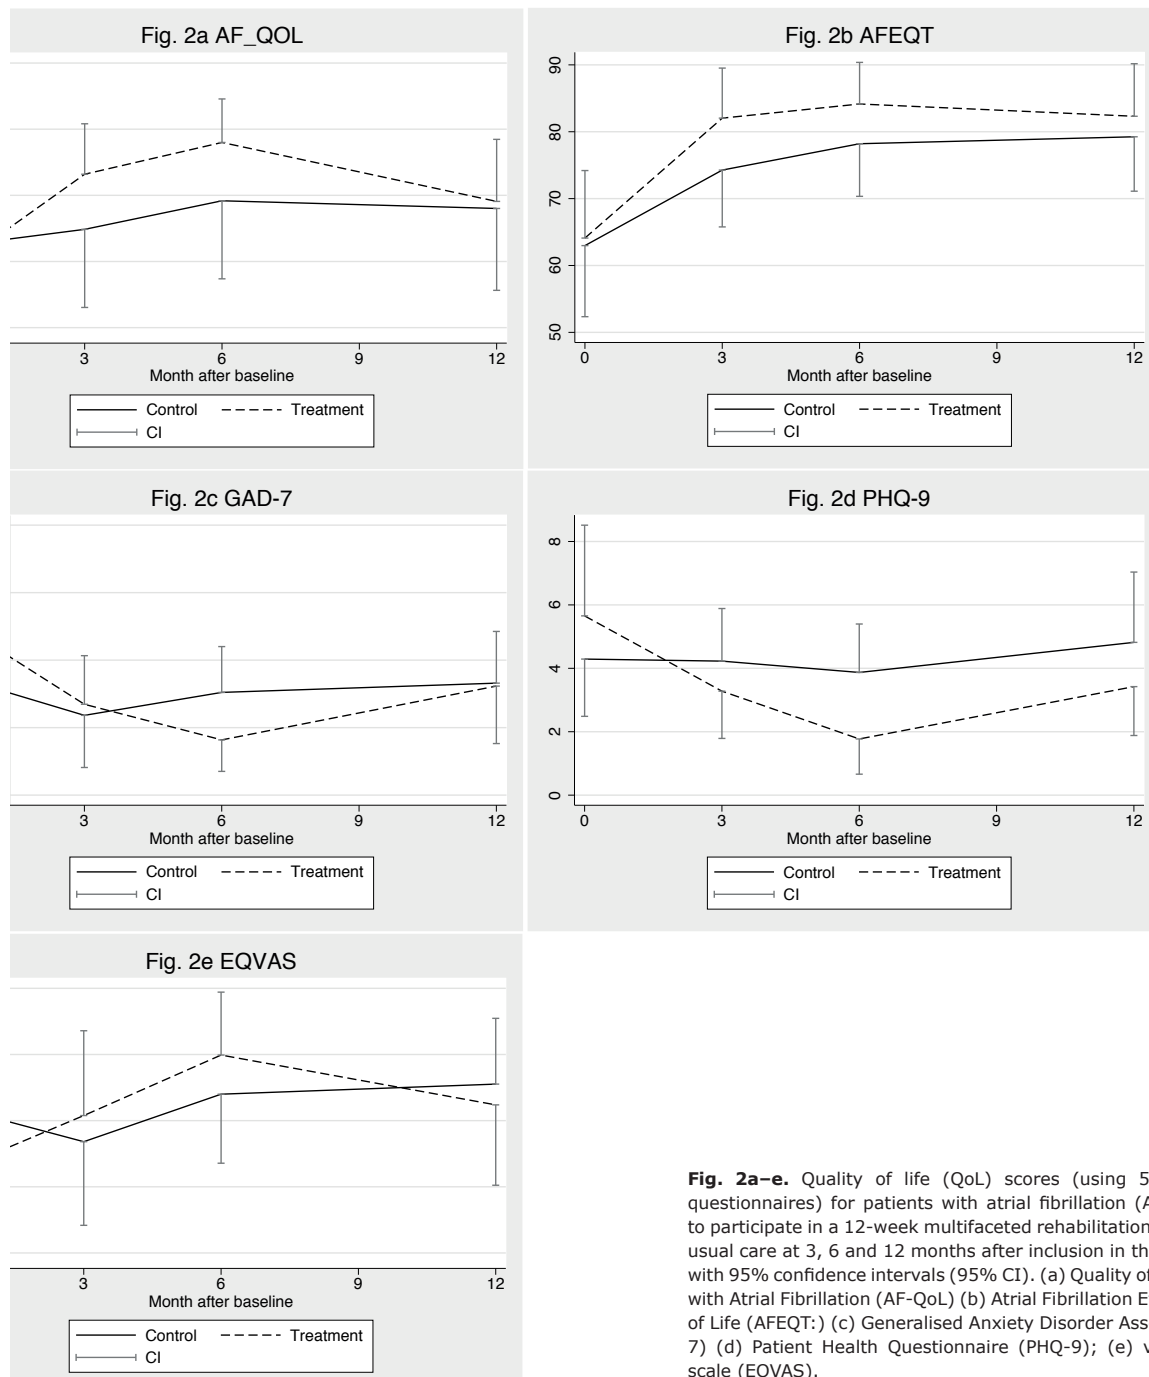 Fig. 2a AF_QOL
3 6 9 12
Month after baseline
Control Treatment
CI
Fig. 2b AFEQT
90
80
70
60
50
0 3 6 9 12
Month after baseline
Control Treatment
CI
Fig. 2c GAD-7
3 6 9 12
Month after baseline
Control Treatment
CI
Fig. 2d PHQ-9
8
6
4
2
0
0 3 6 9 12
Month after baseline
Control Treatment
CI
Fig. 2e EQVAS
3 6 9 12
Month after baseline
Control Treatment
CI
Fig. 2a–e. Quality of life (QoL) scores (using 5
questionnaires) for patients with atrial fibrillation (A
to participate in a 12-week multifaceted rehabilitation
usual care at 3, 6 and 12 months after inclusion in th
with 95% confidence intervals (95% CI). (a) Quality of
with Atrial Fibrillation (AF-QoL) (b) Atrial Fibrillation E
of Life (AFEQT:) (c) Generalised Anxiety Disorder Ass
7) (d) Patient Health Questionnaire (PHQ-9); (e) v
scale (EQVAS).